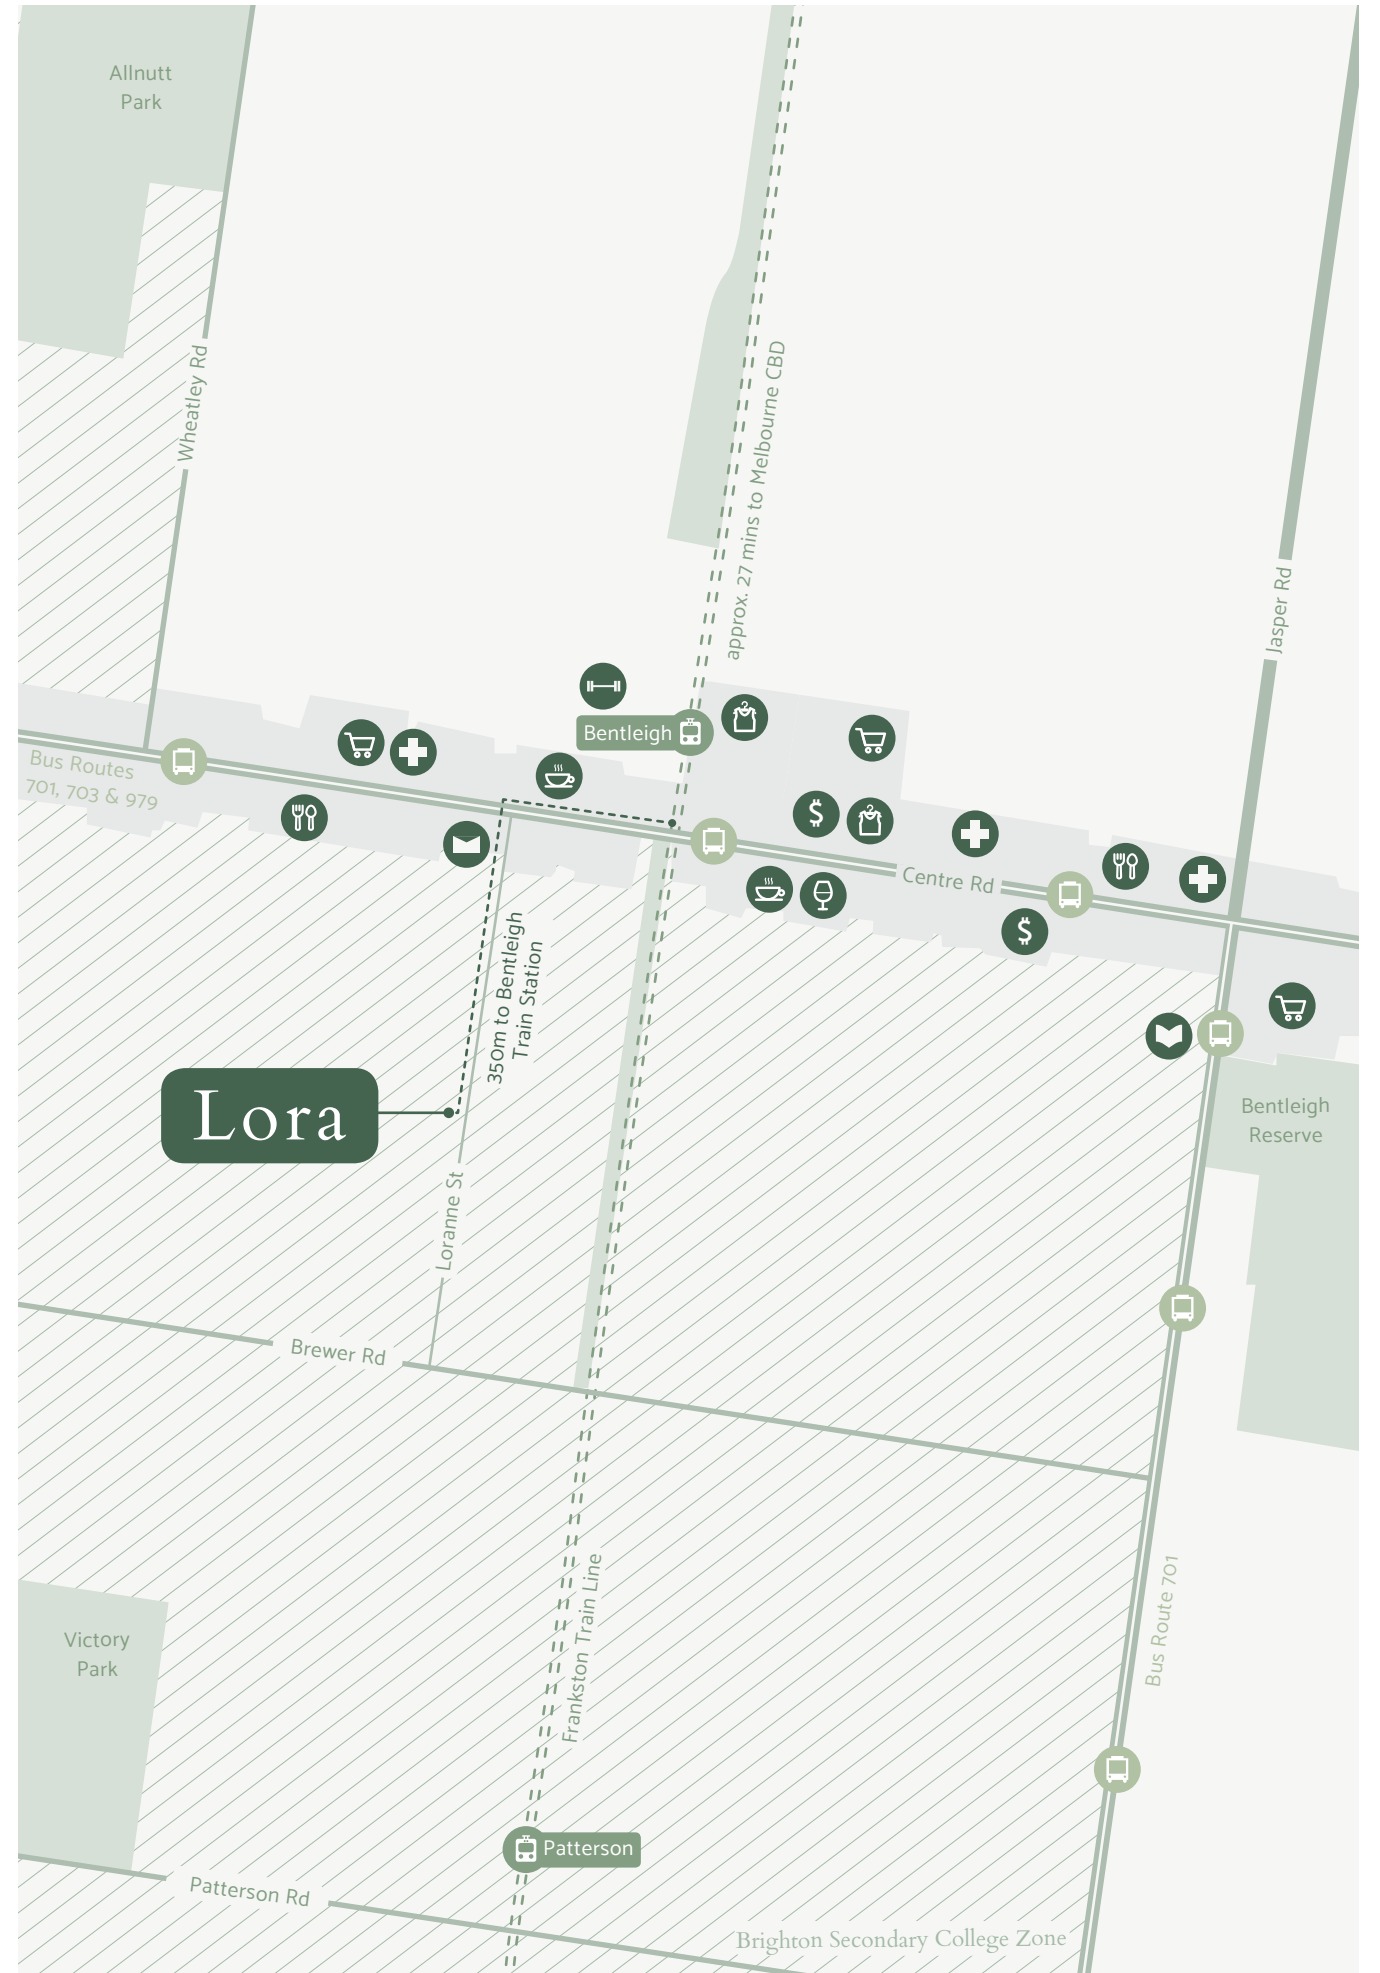 Allnutt
Park
Wheatley Rd
approx. 27 mins to Melbourne CBD
Jasper Rd
Bentleigh
Bus Routes
701, 703 & 979
$
Centre Rd
$
350m to Bentleigh
Train Station
Lora
Bentleigh
Reserve
Loranne St
Brewer Rd
Frankston Train Line
Bus Route 701
Victory
Park
Patterson
Patterson Rd
Brighton Secondary College Zone